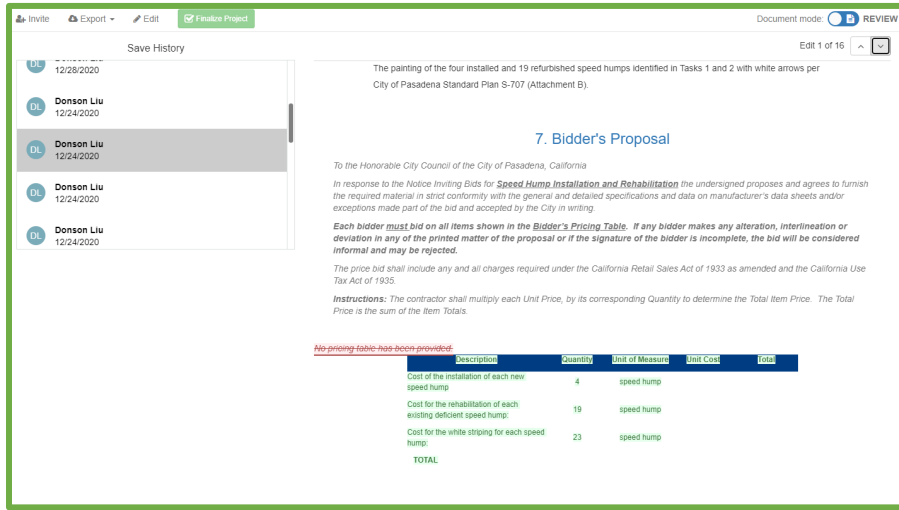 Invite Export Edit Finalize Project Document mode: REVIEW
Save History Edit 1 of 16
DL
12/28/2020
DL Donson Liu
12/24/2020
DL Donson Liu
12/24/2020
DL Donson Liu
12/24/2020
DL Donson Liu
12/24/2020
The painting of the four installed and 19 refurbished speed humps identified in Tasks 1 and 2 with white arrows per
City of Pasadena Standard Plan S-707 (Attachment B).
7. Bidder's Proposal
To the Honorable City Council of the City of Pasadena, California
In response to the Notice Inviting Bids for Speed Hump Installation and Rehabilitation the undersigned proposes and agrees to furnish
the required material in strict conformity with the general and detailed specifications and data on manufacturer's data sheets and/or
exceptions made part of the bid and accepted by the City in writing.
Each bidder must bid on all items shown in the Bidder's Pricing Table. If any bidder makes any alteration, interlineation or
deviation in any of the printed matter of the proposal or if the signature of the bidder is incomplete, the bid will be considered
informal and may be rejected.
The price bid shall include any and all charges required under the California Retail Sales Act of 1933 as amended and the California Use
Tax Act of 1935.
Instructions: The contractor shall multiply each Unit Price, by its corresponding Quantity to determine the Total Item Price. The Total
Price is the sum of the Item Totals.
No pricing table has been provided.
Description Quantity Unit of Measure Unit Cost Total
Cost of the installation of each new
speed hump 4 speed hump
Cost for the rehabilitation of each
existing deficient speed hump: 19 speed hump
Cost for the white striping for each speed
hump: 23 speed hump
TOTAL